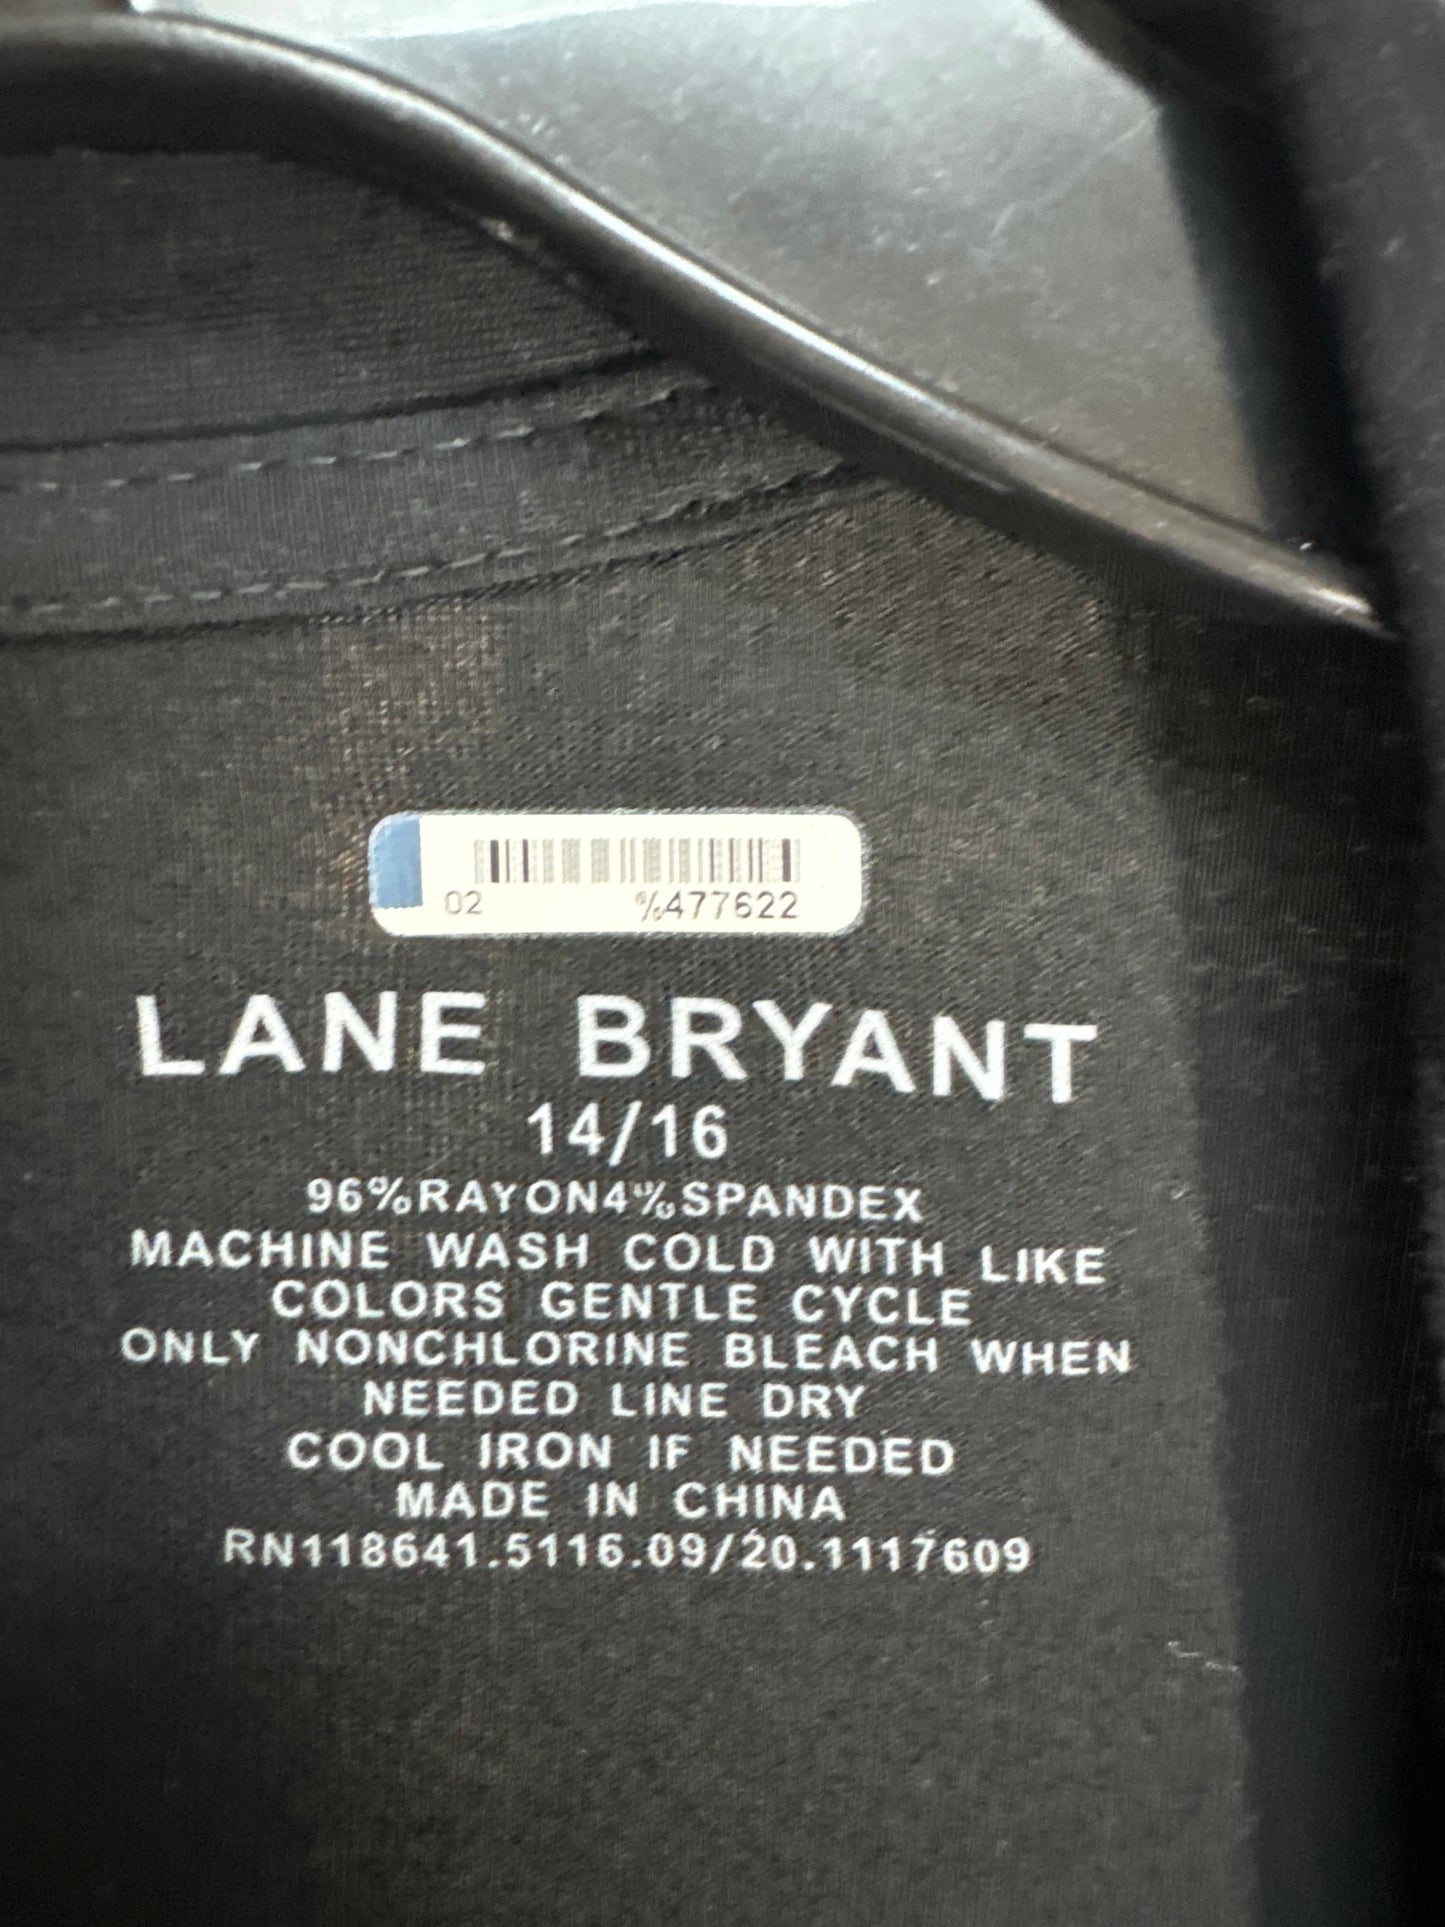 02 %477622
LANE BRYANT
14/16
96%RAYON4%SPANDEX
MACHINE WASH COLD WITH LIKE
COLORS GENTLE CYCLE
ONLY NONCHLORINE BLEACH WHEN
NEEDED LINE DRY
COOL IRON IF NEEDED
MADE IN CHINA
RN118641.5116.09/20.1117609